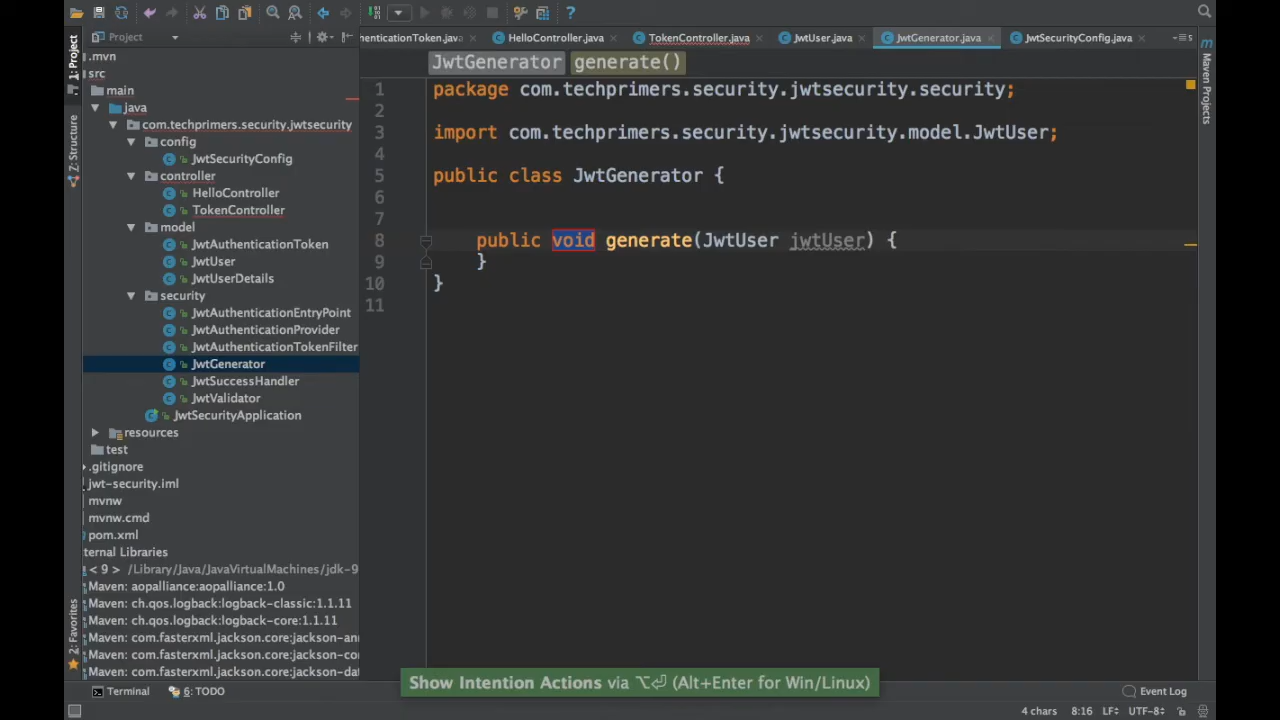 Project
enticationToken.java
HelloController.java
TokenController.java
JwtUser.java
JwtGenerator.java
JwtSecurityConfig.java
JwtGenerator
generate()
1: Project
Z: Structure
2: Favorites
Maven Projects
.mvn
src
main
java
com.techprimers.security.jwtsecurity
config
JwtSecurityConfig
controller
HelloController
TokenController
model
JwtAuthenticationToken
JwtUser
JwtUserDetails
security
JwtAuthenticationEntryPoint
JwtAuthenticationProvider
JwtAuthenticationTokenFilter
JwtGenerator
JwtSuccessHandler
JwtValidator
JwtSecurityApplication
resources
test
.gitignore
jwt-security.iml
mvnw
mvnw.cmd
pom.xml
ternal Libraries
< 9 > /Library/Java/JavaVirtualMachines/jdk-9
Maven: aopalliance:aopalliance:1.0
Maven: ch.qos.logback:logback-classic:1.1.11
Maven: ch.qos.logback:logback-core:1.1.11
Maven: com.fasterxml.jackson.core:jackson-an
Maven: com.fasterxml.jackson.core:jackson-co
Maven: com.fasterxml.jackson.core:jackson-dat
1 package com.techprimers.security.jwtsecurity.security;
2
3 import com.techprimers.security.jwtsecurity.model.JwtUser;
4
5 public class JwtGenerator {
6
7
8 public void generate(JwtUser jwtUser) {
9 }
10 }
11
Show Intention Actions via ⌥⏎ (Alt+Enter for Win/Linux)
Terminal
6: TODO
Event Log
4 chars 8:16 LF÷ UTF-8÷